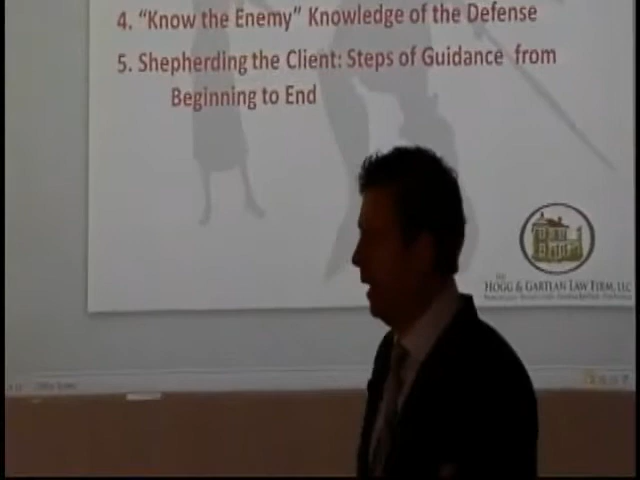 4. "Know the Enemy" Knowledge of the Defense
5. Shepherding the Client: Steps of Guidance from
Beginning to End
HOGG & GARTLAN LAW FIRM, LLC